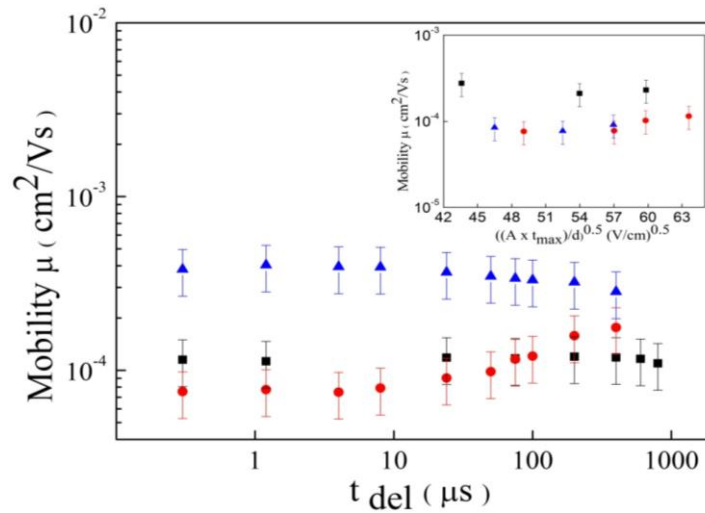 10⁻²
10⁻³
10⁻⁴
Mobility μ ( cm²/Vs)
1
10
100
1000
t del ( μs )
10⁻³
10⁻⁴
10⁻⁵
Mobility μ ( cm²/Vs)
42 45 48 51 54 57 60 63
((A x tmax)/d)⁰·⁵ (V/cm)⁰·⁵